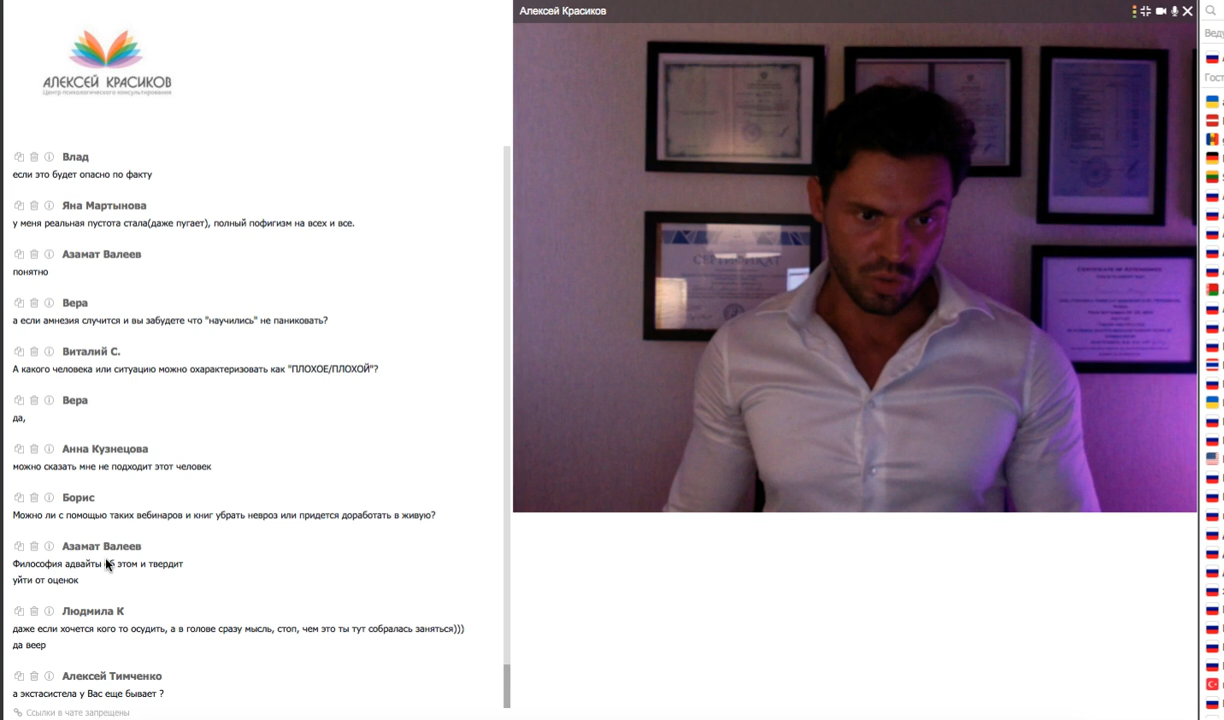 АЛЕКСЕЙ КРАСИКОВ
Центр психологического консультирования
Влад
если это будет опасно по факту
Яна Мартынова
у меня реальная пустота стала(даже пугает), полный пофигизм на всех и все.
Азамат Валеев
понятно
Вера
а если амнезия случится и вы забудете что "научились" не паниковать?
Виталий С.
А какого человека или ситуацию можно охарактеризовать как "ПЛОХОЕ/ПЛОХОЙ"?
Вера
да,
Анна Кузнецова
можно сказать мне не подходит этот человек
Борис
Можно ли с помощью таких вебинаров и книг убрать невроз или придется доработать в живую?
Азамат Валеев
Философия адвайты об этом и твердит
уйти от оценок
Людмила К
даже если хочется кого то осудить, а в голове сразу мысль, стоп, чем это ты тут собралась заняться)))
да веер
Алексей Тимченко
а экстасистела у Вас еще бывает ?
Ссылки в чате запрещены
Алексей Красиков
СЕРТИФИКАТ
Веду
Гост